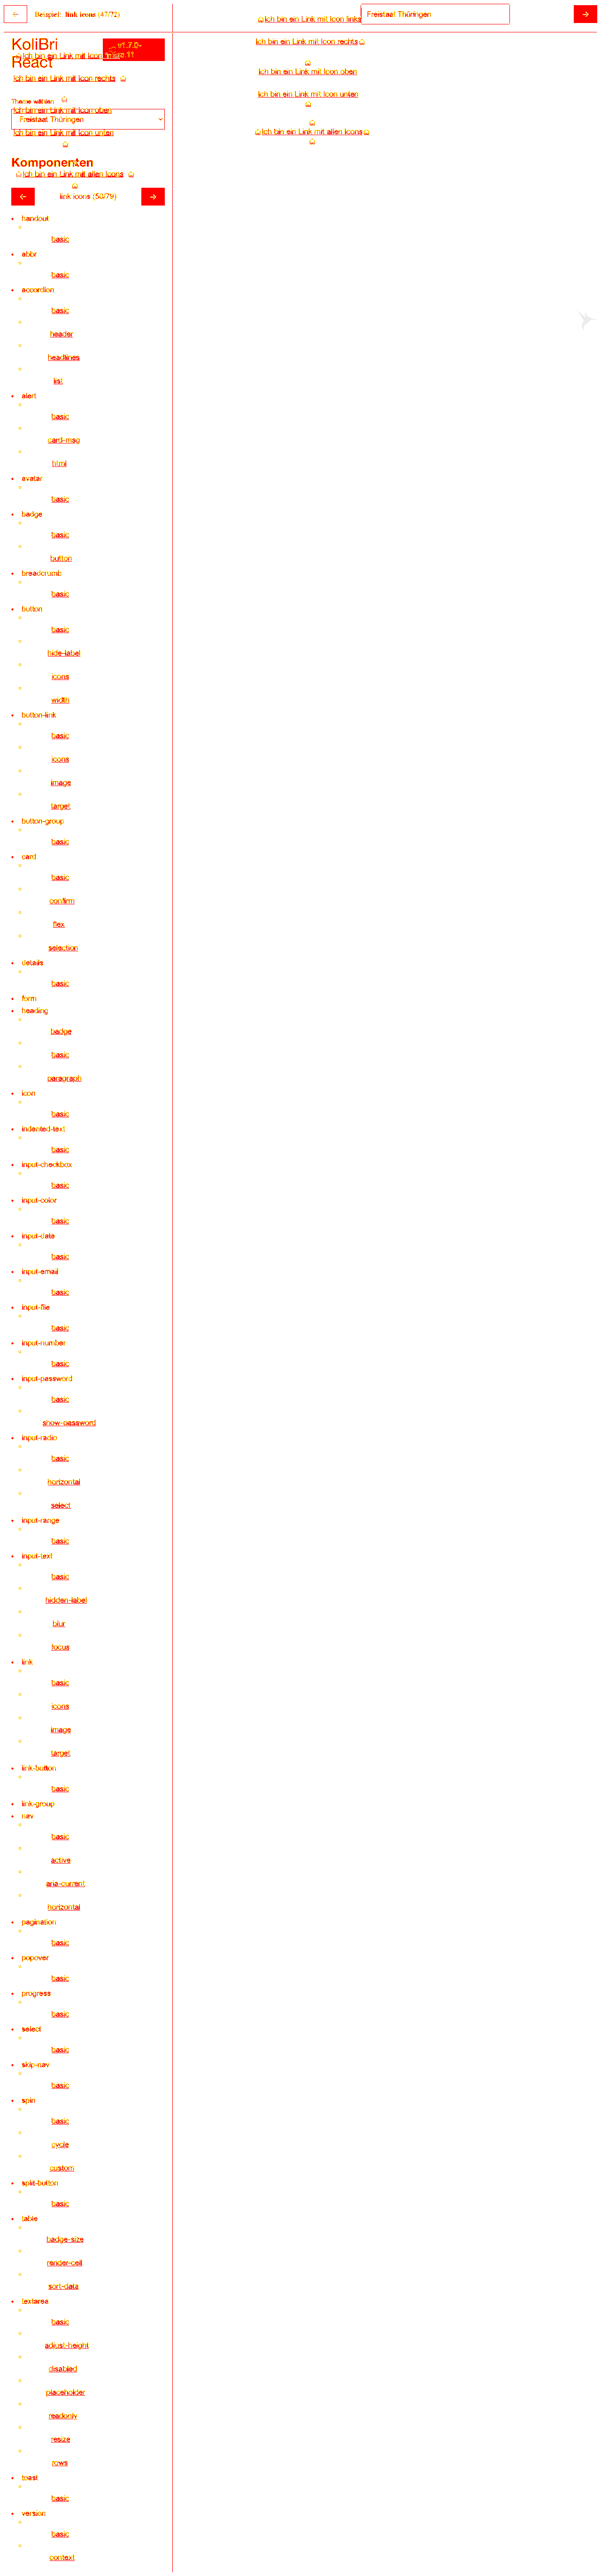 Beispiel: link icons (47/72)
Freistaat Thüringen
Ich bin ein Link mit Icon links
Ich bin ein Link mit Icon rechts
Ich bin ein Link mit Icon oben
Ich bin ein Link mit Icon unten
Ich bin ein Link mit allen Icons
KoliBri
React
Ich bin ein Link mit Icon links
Ich bin ein Link mit Icon rechts
Theme wählen
Ich bin ein Link mit Icon oben
Freistaat Thüringen
Ich bin ein Link mit Icon unten
Komponenten
Ich bin ein Link mit allen Icons
link icons (50/79)
handout
basic
abbr
basic
accordion
basic
header
headlines
list
alert
basic
card-msg
html
avatar
basic
badge
basic
button
breadcrumb
basic
button
basic
hide-label
icons
width
button-link
basic
icons
image
target
button-group
basic
card
basic
confirm
flex
selection
details
basic
form
heading
badge
basic
paragraph
icon
basic
indented-text
basic
input-checkbox
basic
input-color
basic
input-date
basic
input-email
basic
input-file
basic
input-number
basic
input-password
basic
show-password
input-radio
basic
horizontal
select
input-range
basic
input-text
basic
hidden-label
blur
focus
link
basic
icons
image
target
link-button
basic
link-group
nav
basic
active
aria-current
horizontal
pagination
basic
popover
basic
progress
basic
select
basic
skip-nav
basic
spin
basic
cycle
custom
split-button
basic
table
badge-size
render-cell
sort-data
textarea
basic
adjust-height
disabled
placeholder
readonly
resize
rows
toast
basic
version
basic
context